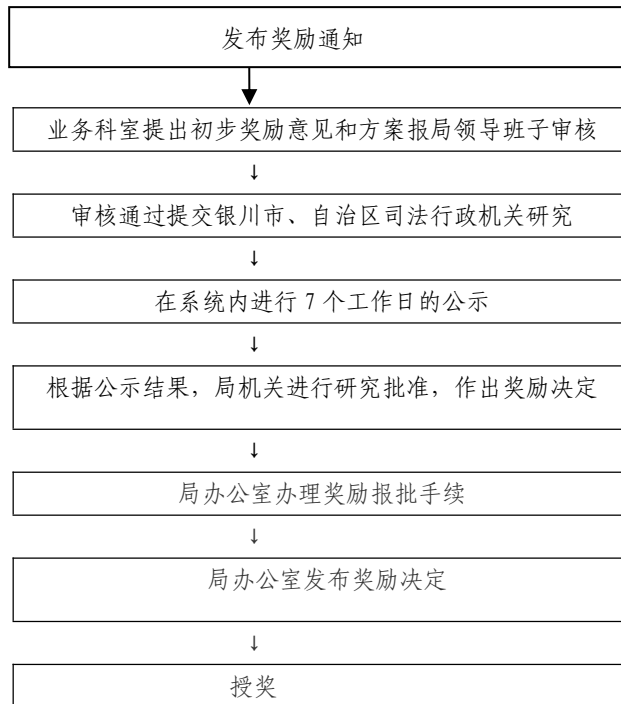 发布奖励通知
业务科室提出初步奖励意见和方案报局领导班子审核
↓
审核通过提交银川市、自治区司法行政机关研究
↓
在系统内进行 7 个工作日的公示
↓
根据公示结果，局机关进行研究批准，作出奖励决定
↓
局办公室办理奖励报批手续
↓
局办公室发布奖励决定
↓
授奖